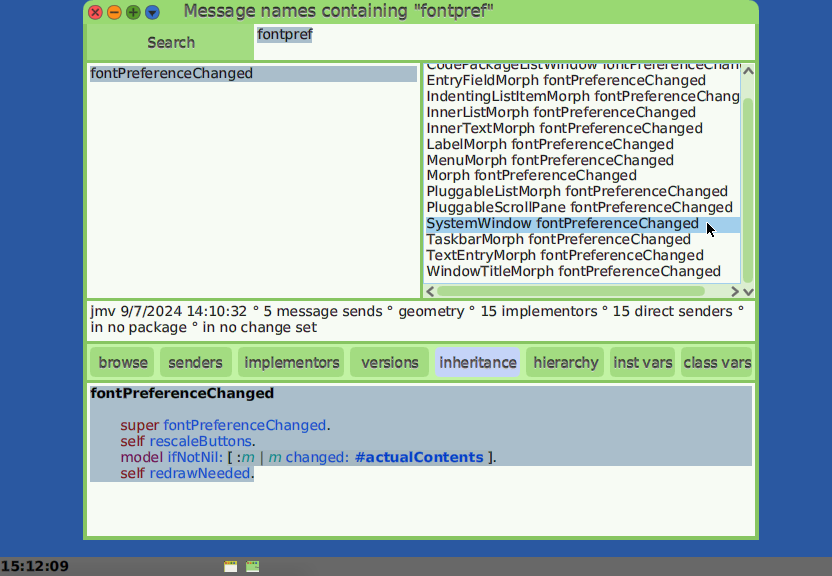 Message names containing "fontpref"
Search
fontpref
fontPreferenceChanged
CodePackageListWindow fontPreferenceChan
EntryFieldMorph fontPreferenceChanged
IndentingListItemMorph fontPreferenceChang
InnerListMorph fontPreferenceChanged
InnerTextMorph fontPreferenceChanged
LabelMorph fontPreferenceChanged
MenuMorph fontPreferenceChanged
Morph fontPreferenceChanged
PluggableListMorph fontPreferenceChanged
PluggableScrollPane fontPreferenceChanged
SystemWindow fontPreferenceChanged
TaskbarMorph fontPreferenceChanged
TextEntryMorph fontPreferenceChanged
WindowTitleMorph fontPreferenceChanged
jmv 9/7/2024 14:10:32 ° 5 message sends ° geometry ° 15 implementors ° 15 direct senders °
in no package ° in no change set
browse senders implementors versions inheritance hierarchy inst vars class vars
fontPreferenceChanged
super fontPreferenceChanged.
self rescaleButtons.
model ifNotNil: [ :m | m changed: #actualContents ].
self redrawNeeded.
15:12:09